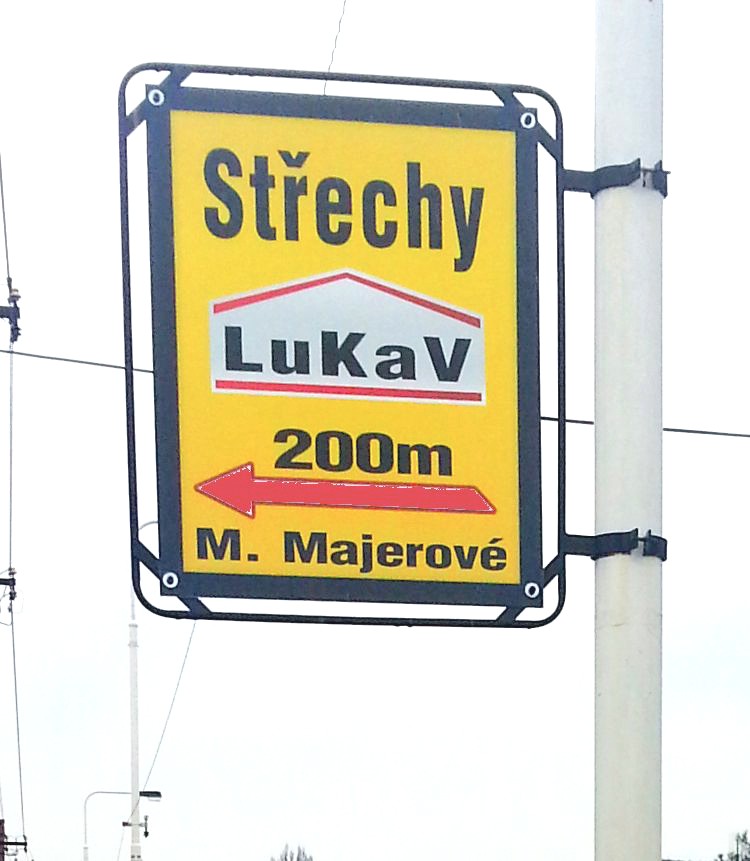 Střechy
LuKaV
200m
M. Majerové